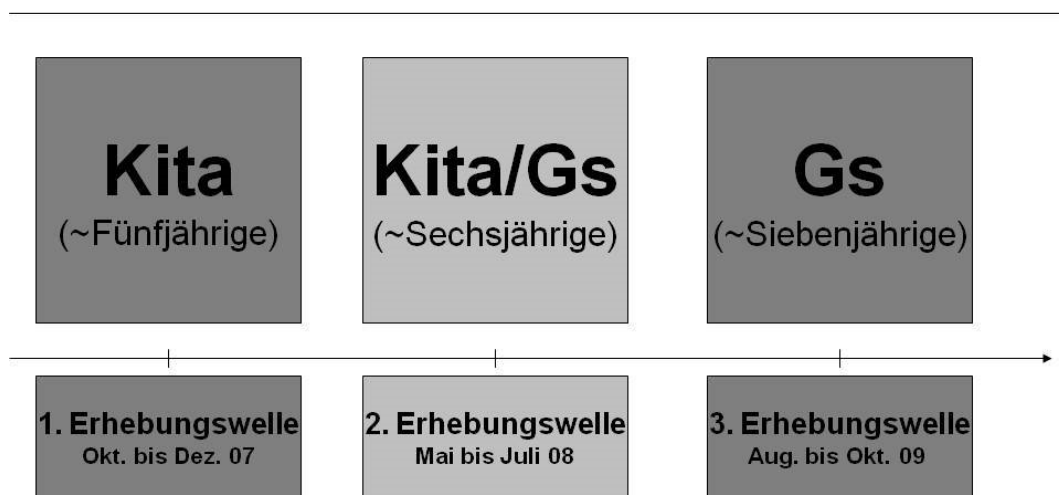 Kita
(~Fünfjährige)
Kita/Gs
(~Sechsjährige)
Gs
(~Siebenjährige)
1. Erhebungswelle
Okt. bis Dez. 07
2. Erhebungswelle
Mai bis Juli 08
3. Erhebungswelle
Aug. bis Okt. 09